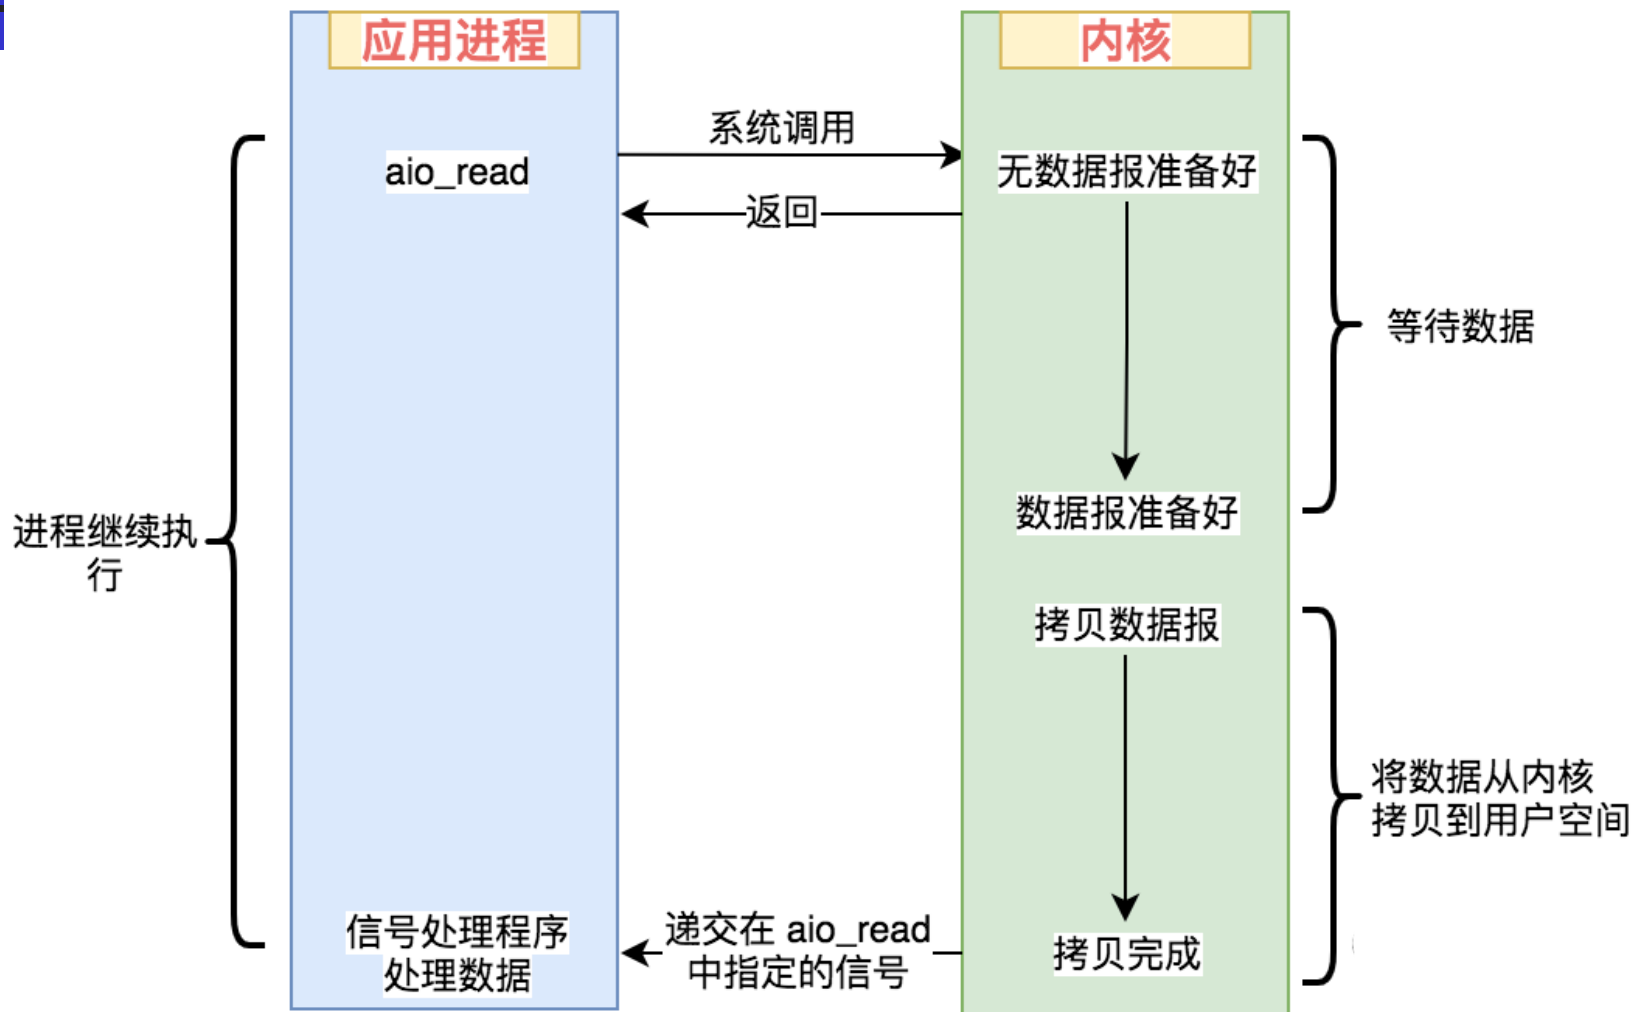 应用进程
内核
系统调用
aio_read
无数据报准备好
返回
等待数据
数据报准备好
进程继续执
行
拷贝数据报
将数据从内核
拷贝到用户空间
信号处理程序
处理数据
递交在 aio_read
中指定的信号
拷贝完成